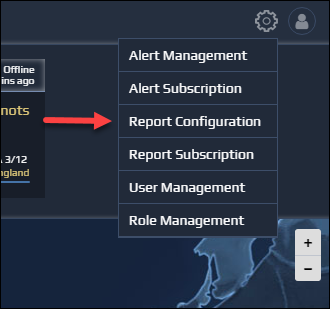 Offline
ins ago
nots
3/12
gland
Alert Management
Alert Subscription
Report Configuration
Report Subscription
User Management
Role Management
+
−